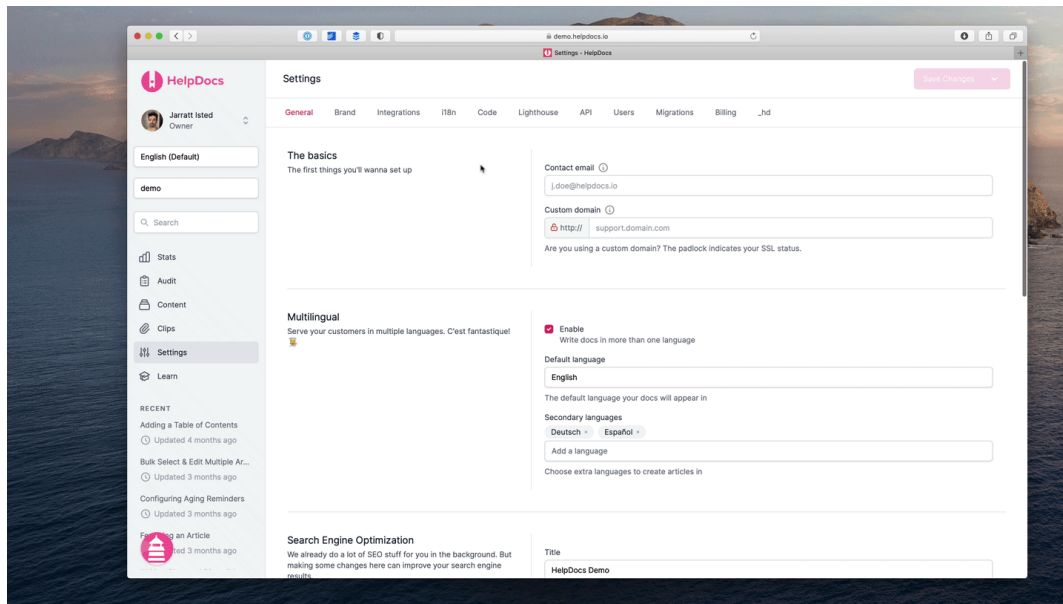 demo.helpdocs.io
Settings - HelpDocs
HelpDocs
Jarratt Isted
Owner
English (Default)
demo
Search
Stats
Audit
Content
Clips
Settings
Learn
RECENT
Adding a Table of Contents
Updated 4 months ago
Bulk Select & Edit Multiple Ar...
Updated 3 months ago
Configuring Aging Reminders
Updated 3 months ago
an Article
3 months ago
Settings
Save Changes
General Brand Integrations i18n Code Lighthouse API Users Migrations Billing _hd
The basics
The first things you'll wanna set up
Contact email
j.doe@helpdocs.io
Custom domain
http:// support.domain.com
Are you using a custom domain? The padlock indicates your SSL status.
Multilingual
Serve your customers in multiple languages. C'est fantastique!
Enable
Write docs in more than one language
Default language
English
The default language your docs will appear in
Secondary languages
Deutsch × Español ×
Add a language
Choose extra languages to create articles in
Search Engine Optimization
We already do a lot of SEO stuff for you in the background. But
making some changes here can improve your search engine
results.
Title
HelpDocs Demo